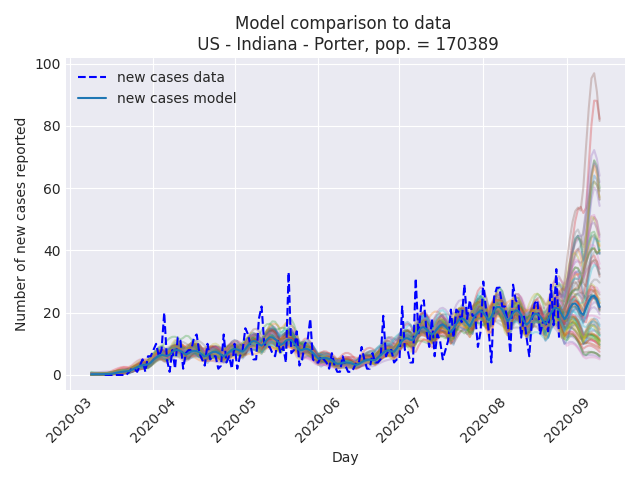 Model comparison to data
US - Indiana - Porter, pop. = 170389
new cases data
new cases model
Number of new cases reported
100
80
60
40
20
0
2020-03
2020-04
2020-05
2020-06
2020-07
2020-08
2020-09
Day